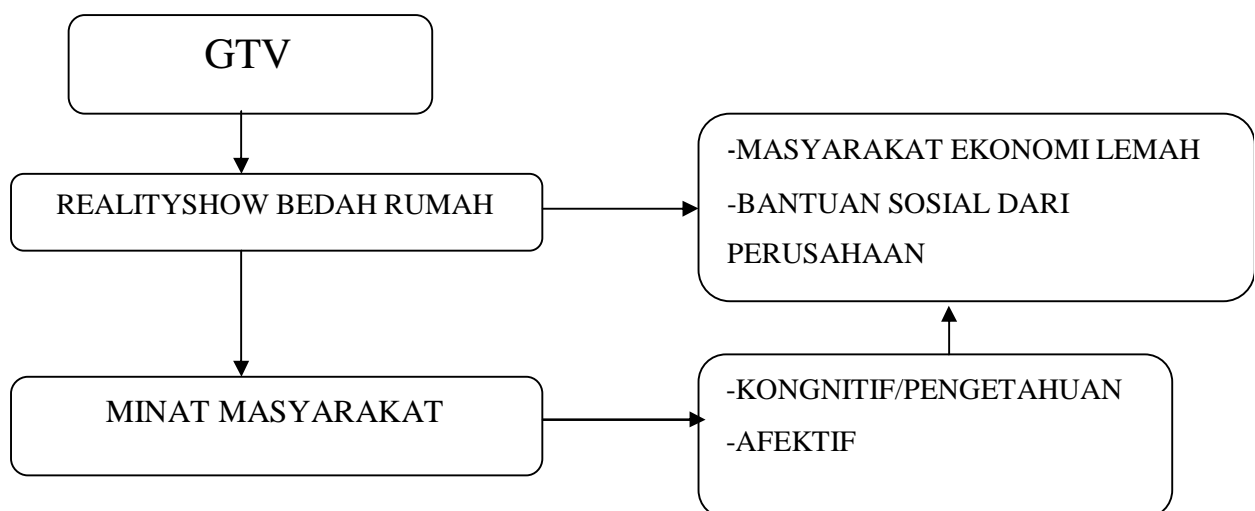 GTV
REALITYSHOW BEDAH RUMAH
-MASYARAKAT EKONOMI LEMAH
-BANTUAN SOSIAL DARI
PERUSAHAAN
MINAT MASYARAKAT
-KONGNITIF/PENGETAHUAN
-AFEKTIF